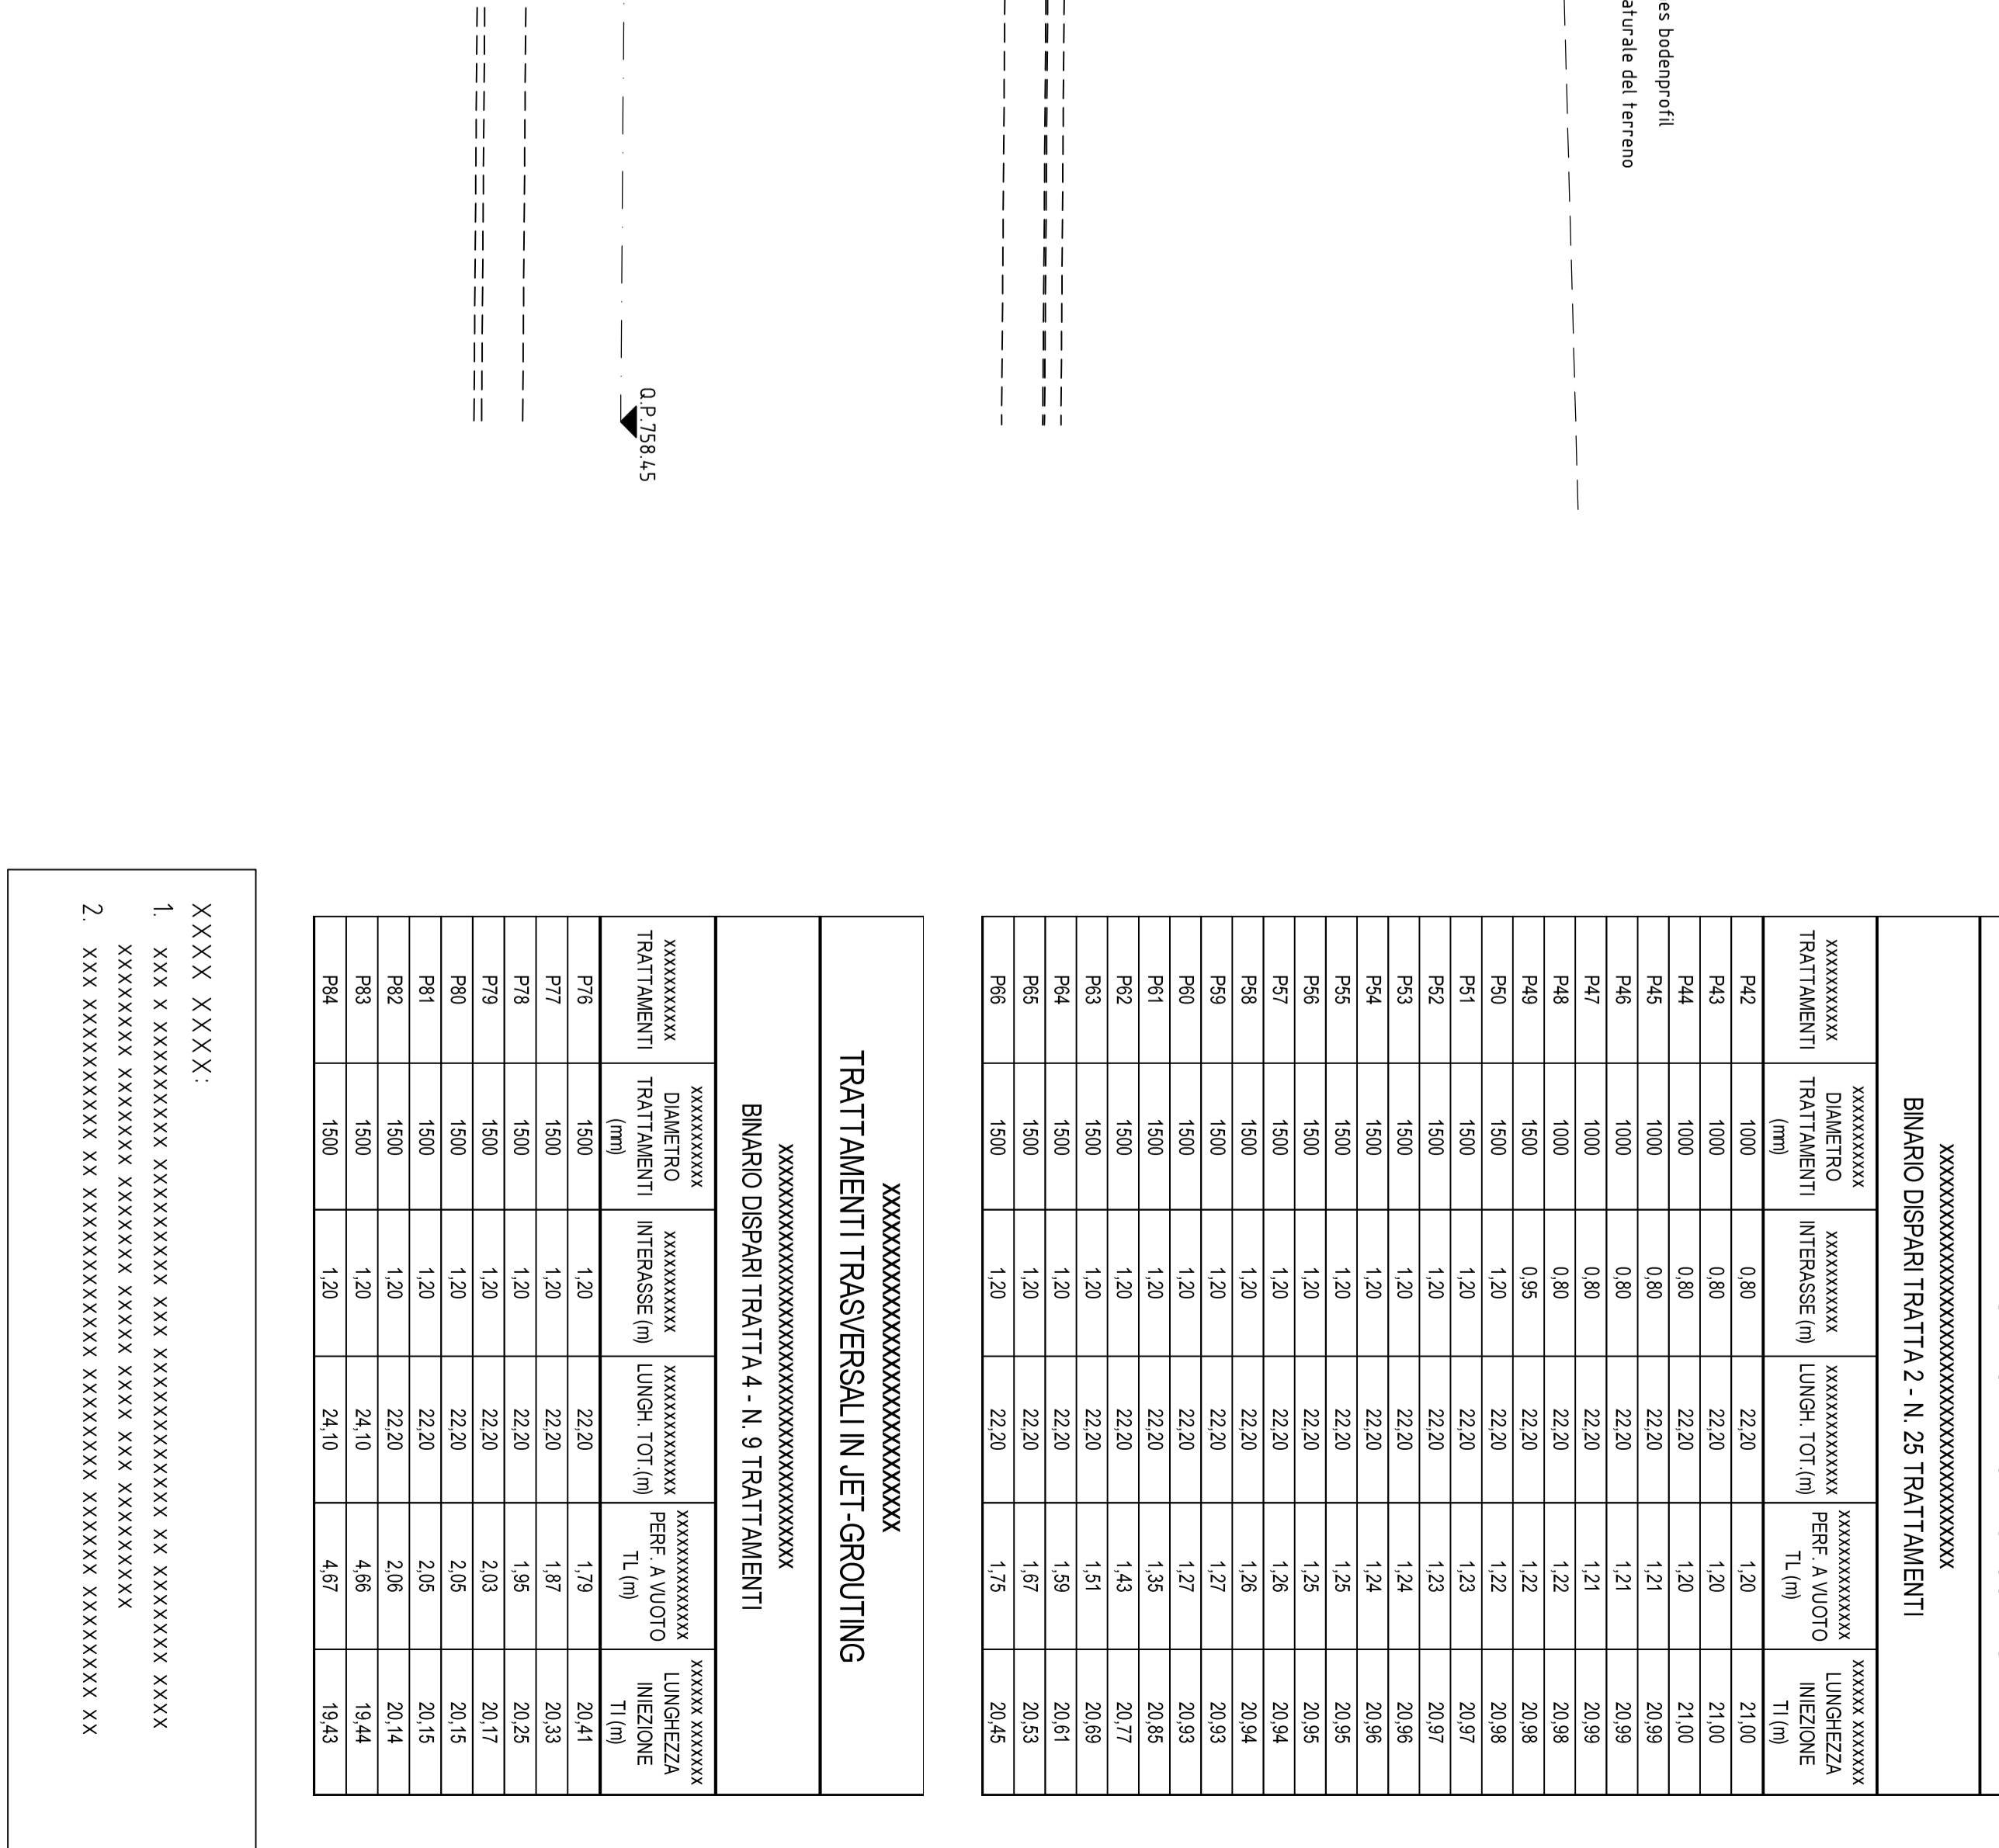 es bodenprofil
aturale del terreno
Q.P.758.45
XXXXXXXXXXXXXXXXXXXXXXXXXXXXXXXXXXX
BINARIO DISPARI TRATTA 2 - N. 25 TRATTAMENTI
XXXXXXXXXX XXXXXXXXXX XXXXXXXXXX XXXXXXXXXXXXX XXXXXXXXXXXXX XXXXXX XXXXXXX
TRATTAMENTI DIAMETRO TRATTAMENTI (mm) INTERASSE (m) LUNGH. TOT.(m) PERF. A VUOTO TL (m) LUNGHEZZA INIEZIONE TI (m)
P42 1000 0,80 22,20 1,20 21,00
P43 1000 0,80 22,20 1,20 21,00
P44 1000 0,80 22,20 1,20 21,00
P45 1000 0,80 22,20 1,21 20,99
P46 1000 0,80 22,20 1,21 20,99
P47 1000 0,80 22,20 1,21 20,99
P48 1000 0,80 22,20 1,22 20,98
P49 1500 0,95 22,20 1,22 20,98
P50 1500 1,20 22,20 1,22 20,98
P51 1500 1,20 22,20 1,23 20,97
P52 1500 1,20 22,20 1,23 20,97
P53 1500 1,20 22,20 1,24 20,96
P54 1500 1,20 22,20 1,24 20,96
P55 1500 1,20 22,20 1,25 20,95
P56 1500 1,20 22,20 1,25 20,95
P57 1500 1,20 22,20 1,26 20,94
P58 1500 1,20 22,20 1,26 20,94
P59 1500 1,20 22,20 1,27 20,93
P60 1500 1,20 22,20 1,27 20,93
P61 1500 1,20 22,20 1,35 20,85
P62 1500 1,20 22,20 1,43 20,77
P63 1500 1,20 22,20 1,51 20,69
P64 1500 1,20 22,20 1,59 20,61
P65 1500 1,20 22,20 1,67 20,53
P66 1500 1,20 22,20 1,75 20,45
XXXXXXXXXXXXXXXXXXXXXXXXX
TRATTAMENTI TRASVERSALI IN JET-GROUTING
XXXXXXXXXXXXXXXXXXXXXXXXXXXXXXXXXXX
BINARIO DISPARI TRATTA 4 - N. 9 TRATTAMENTI
XXXXXXXXXX XXXXXXXXXX XXXXXXXXXX XXXXXXXXXXXXX XXXXXXXXXXXXX XXXXXX XXXXXXX
TRATTAMENTI DIAMETRO TRATTAMENTI (mm) INTERASSE (m) LUNGH. TOT.(m) PERF. A VUOTO TL (m) LUNGHEZZA INIEZIONE TI (m)
P76 1500 1,20 22,20 1,79 20,41
P77 1500 1,20 22,20 1,87 20,33
P78 1500 1,20 22,20 1,95 20,25
P79 1500 1,20 22,20 2,03 20,17
P80 1500 1,20 22,20 2,05 20,15
P81 1500 1,20 22,20 2,05 20,15
P82 1500 1,20 22,20 2,06 20,14
P83 1500 1,20 24,10 4,66 19,44
P84 1500 1,20 24,10 4,67 19,43
XXXX XXXX:
1. XXX X XXXXXXXXX XXXXXXXXXX XXX XXXXXXXXXXXX XX XXXXXX XXXX
XXXXXXXX XXXXXXX XXXXXXX XXXXX XXXX XXX XXXXXXXXX
2. XXX XXXXXXXXXX XX XXXXXXXXXXXXX XXXXXXXXX XXXXXX XXXXXXX XX